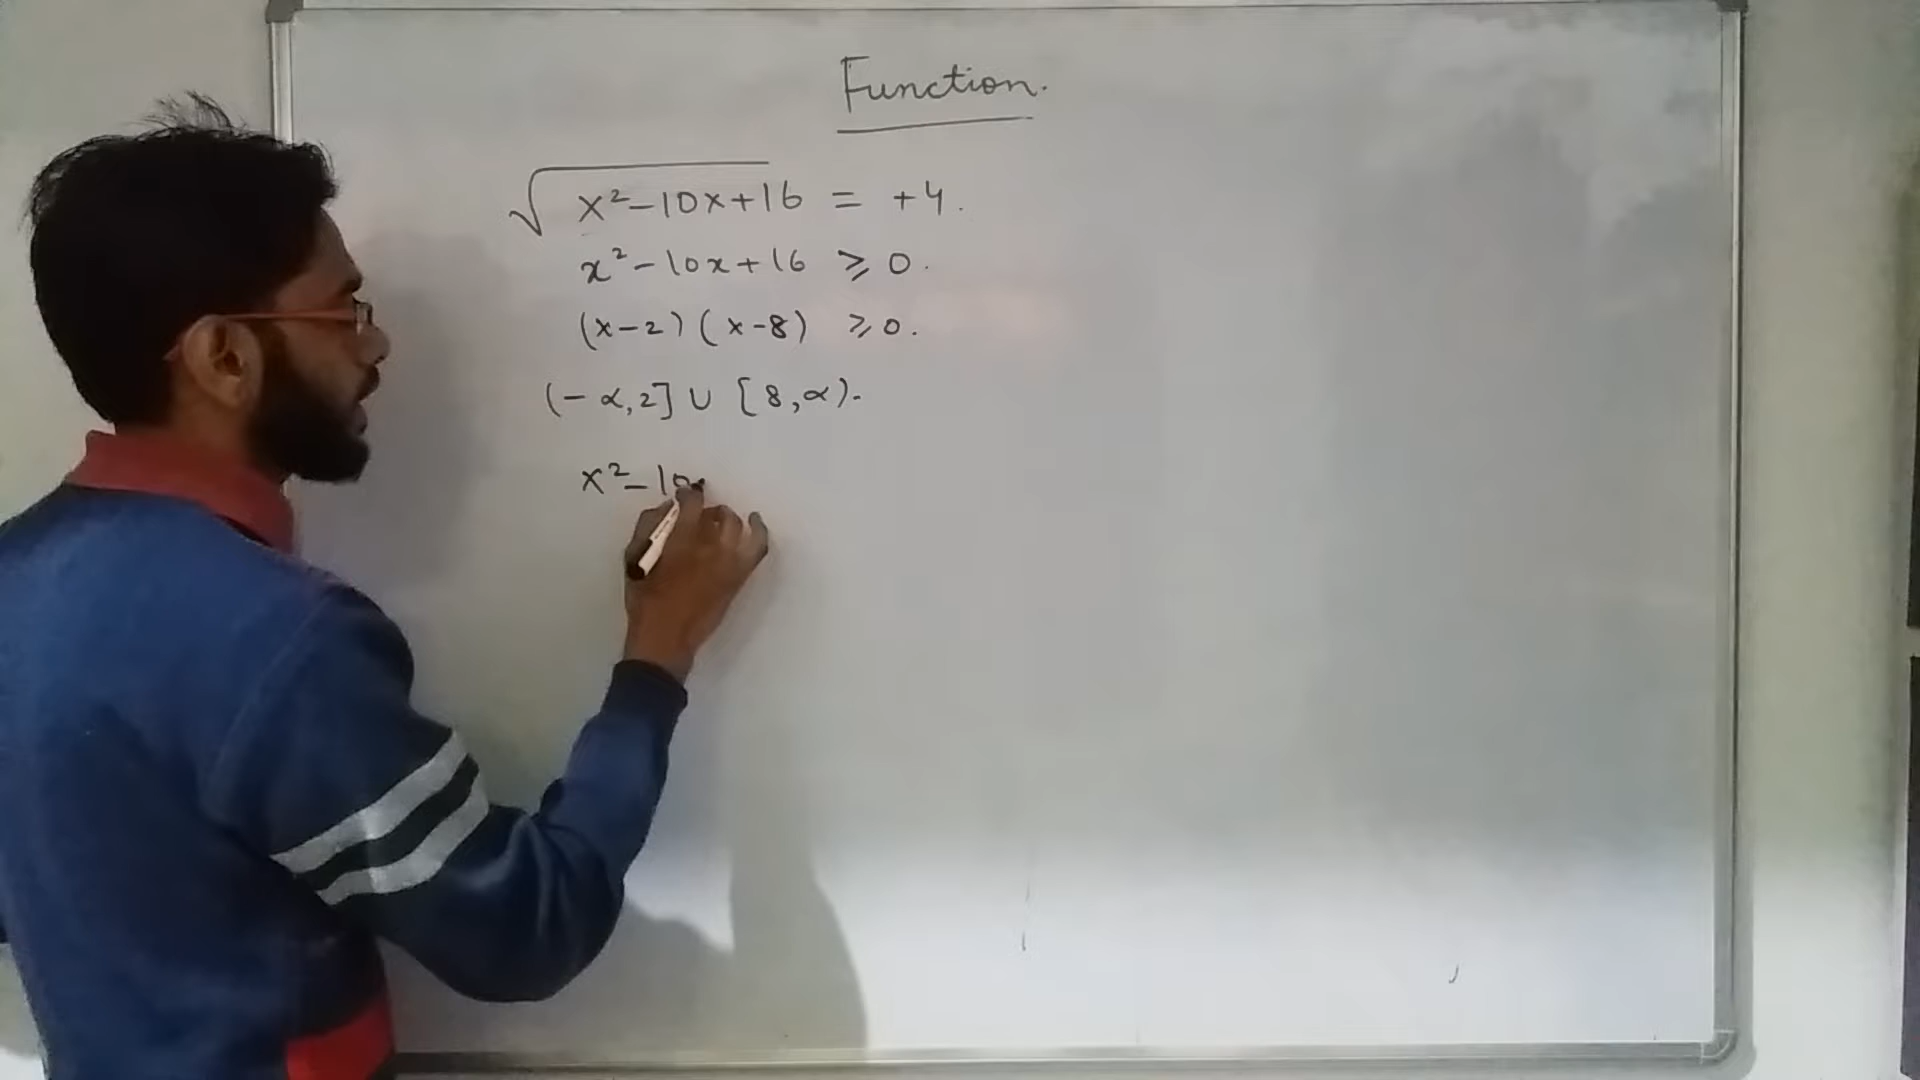 Function.
√x²-10x+16 = +4.
x²-10x+16 ⩾ 0.
(x-2)(x-8) ⩾ 0.
(-∝,2] ∪ [8,∝).
x²-10